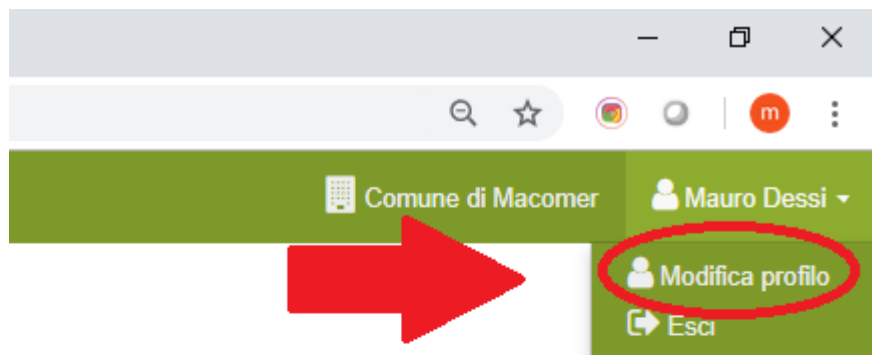 m
Comune di Macomer
Mauro Dessi
Modifica profilo
Esci